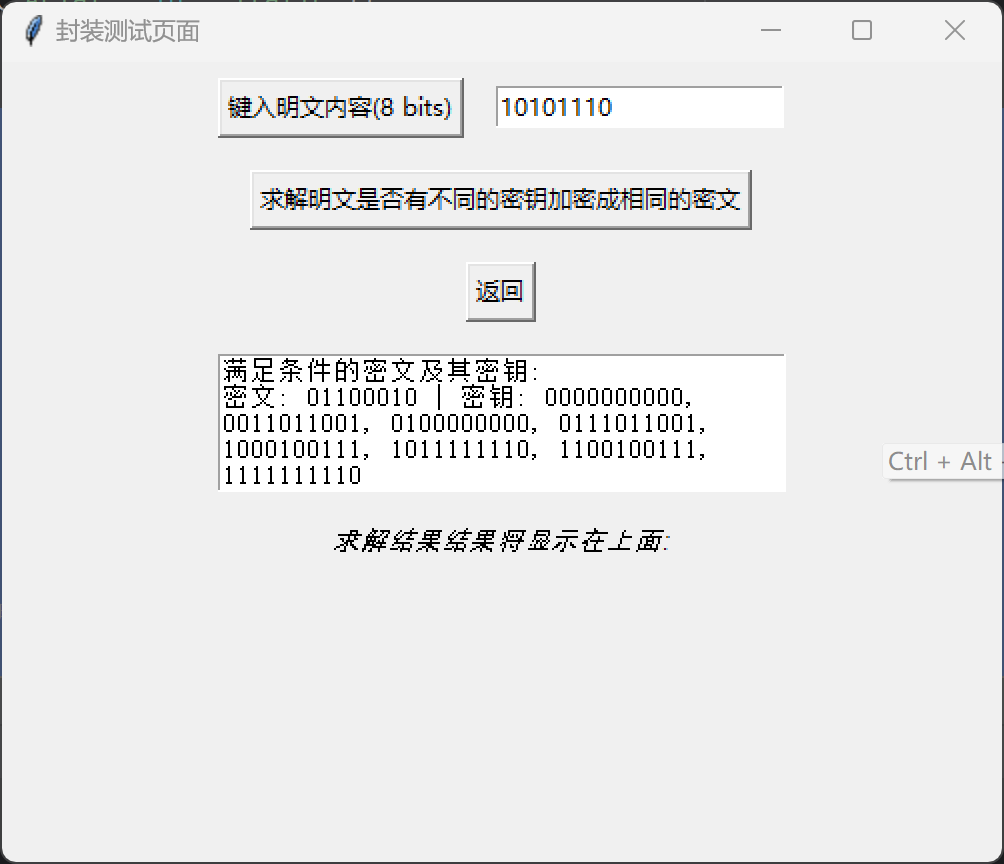 封装测试页面
键入明文内容(8 bits) 10101110
求解明文是否有不同的密钥加密成相同的密文
返回
满足条件的密文及其密钥:
密文: 01100010 | 密钥: 0000000000,
0011011001, 0100000000, 0111011001,
1000100111, 1011111110, 1100100111,
1111111110
Ctrl + Alt
求解结果结果将显示在上面: